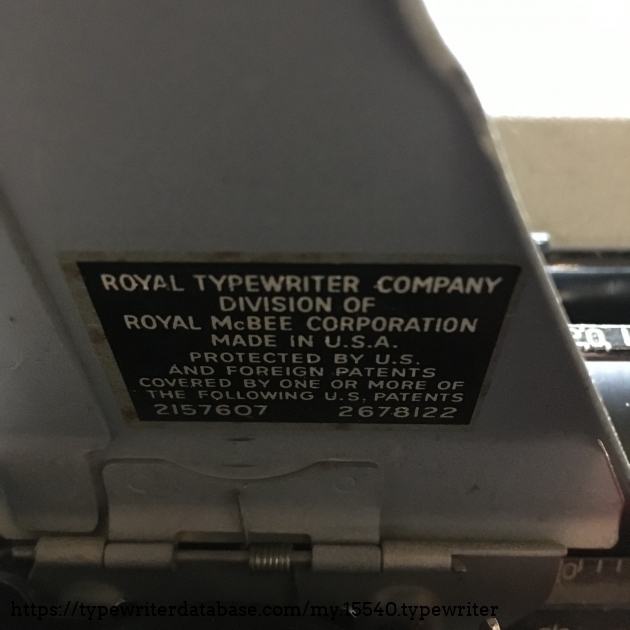 ROYAL TYPEWRITER COMPANY
DIVISION OF
ROYAL McBEE CORPORATION
MADE IN U.S.A.
PROTECTED BY U.S.
AND FOREIGN PATENTS
COVERED BY ONE OR MORE OF
THE FOLLOWING U.S. PATENTS
2157607 2678122
0
https://typewriterdatabase.com/my.15540.typewriter